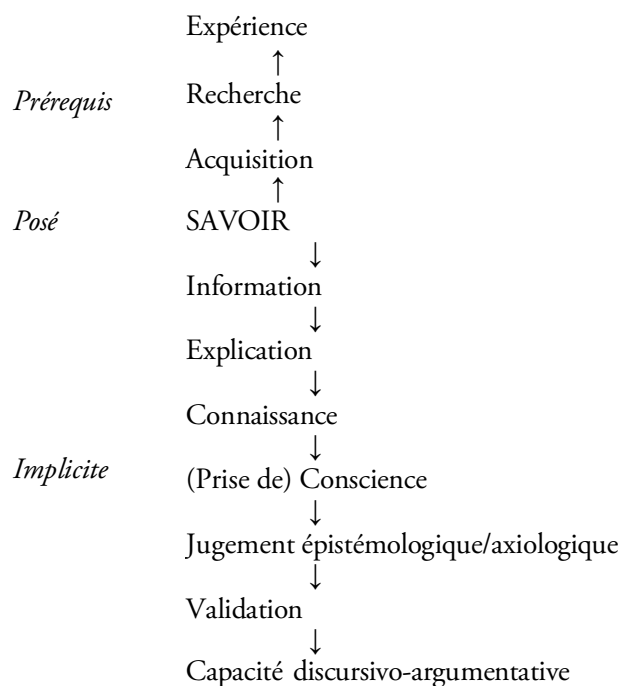 Expérience
↑
Prérequis Recherche
↑
Acquisition
↑
Posé SAVOIR
↓
Information
↓
Explication
↓
Connaissance
↓
Implicite (Prise de) Conscience
↓
Jugement épistémologique/axiologique
↓
Validation
↓
Capacité discursivo-argumentative